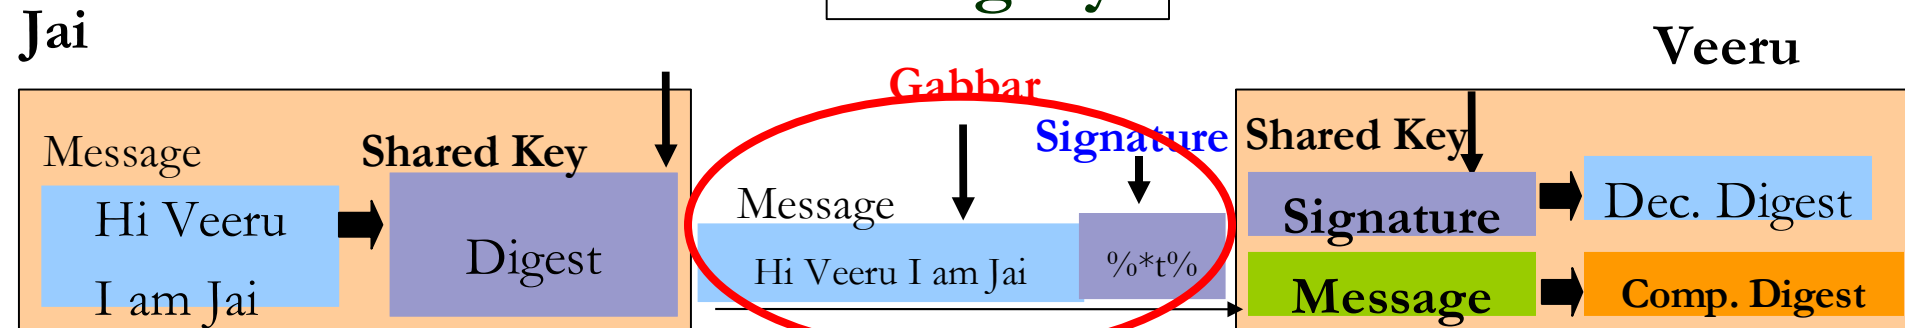 Jai
Veeru
Gabbar
Message
Shared Key
Signature
Shared Key
Hi Veeru
I am Jai
Digest
Message
Hi Veeru I am Jai
%*t%
Signature
Dec. Digest
Message
Comp. Digest